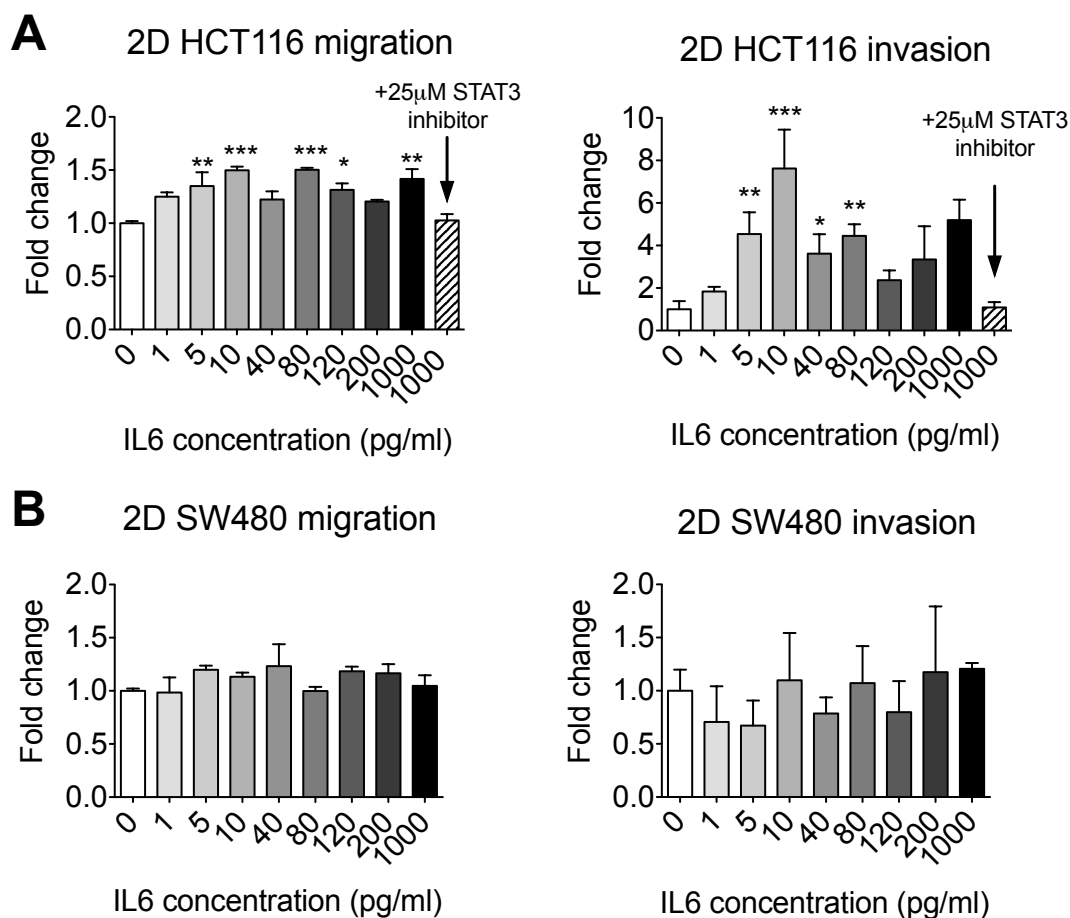 A
2D HCT116 migration
+25μM STAT3
inhibitor
** *** *** * **
Fold change
2.0
1.5
1.0
0.5
0.0
0 1 5 10 40 80 120 200 1000 1000
IL6 concentration (pg/ml)
2D HCT116 invasion
+25μM STAT3
inhibitor
** *** * **
Fold change
10
8
6
4
2
0
0 1 5 10 40 80 120 200 1000 1000
IL6 concentration (pg/ml)
B
2D SW480 migration
Fold change
2.0
1.5
1.0
0.5
0.0
0 1 5 10 40 80 120 200 1000
IL6 concentration (pg/ml)
2D SW480 invasion
Fold change
2.0
1.5
1.0
0.5
0.0
0 1 5 10 40 80 120 200 1000
IL6 concentration (pg/ml)